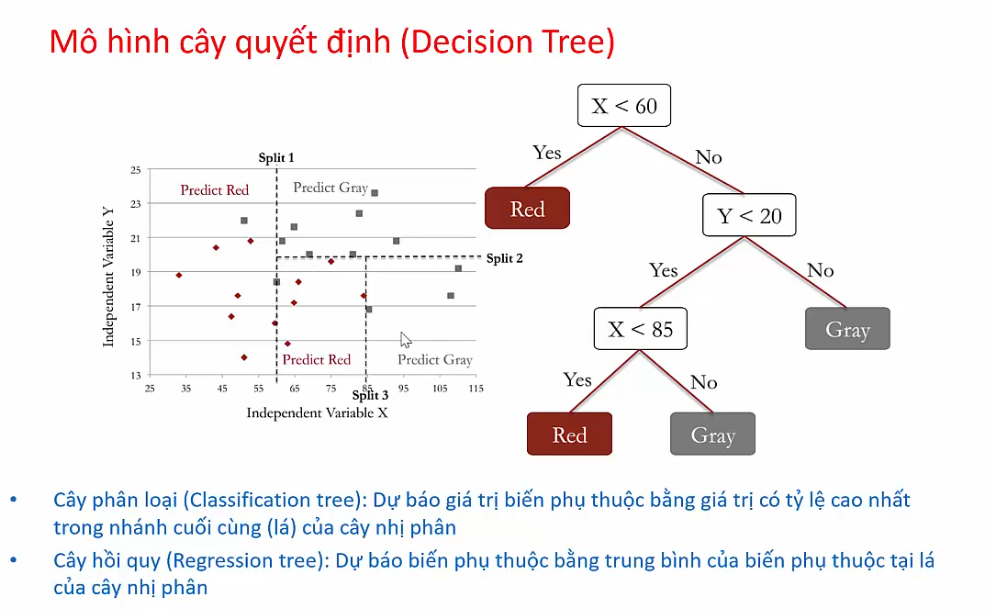 Mô hình cây quyết định (Decision Tree)
Split 1
25
23
21
19
17
15
13
Independent Variable Y
Predict Red
Predict Gray
Split 2
Predict Red
Predict Gray
25 35 45 55 65 75 85 95 105 115
Split 3
Independent Variable X
X < 60
Yes
No
Red
Y < 20
Yes
No
X < 85
Gray
Yes
No
Red
Gray
• Cây phân loại (Classification tree): Dự báo giá trị biến phụ thuộc bằng giá trị có tỷ lệ cao nhất
trong nhánh cuối cùng (lá) của cây nhị phân
• Cây hồi quy (Regression tree): Dự báo biến phụ thuộc bằng trung bình của biến phụ thuộc tại lá
của cây nhị phân